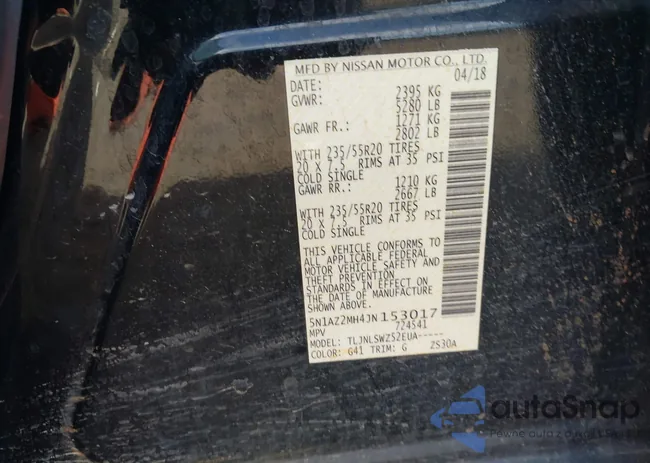 MFD BY NISSAN MOTOR CO., LTD.
DATE: 04/18
GVWR: 2395 KG
5280 LB
GAWR FR.: 1271 KG
2802 LB
WITH 235/55R20 TIRES
20 X 7.5 RIMS AT 35 PSI
COLD SINGLE
GAWR RR.: 1210 KG
2667 LB
WITH 235/55R20 TIRES
20 X 7.5 RIMS AT 35 PSI
COLD SINGLE
THIS VEHICLE CONFORMS TO
ALL APPLICABLE FEDERAL
MOTOR VEHICLE SAFETY AND
THEFT PREVENTION
STANDARDS IN EFFECT ON
THE DATE OF MANUFACTURE
SHOWN ABOVE.
5N1AZ2MH4JN153017
MPV 724541
MODEL: TLJNLSWZ52EUA-----
COLOR: G41 TRIM: G ZS30A
autaSnap
Pewne auta z